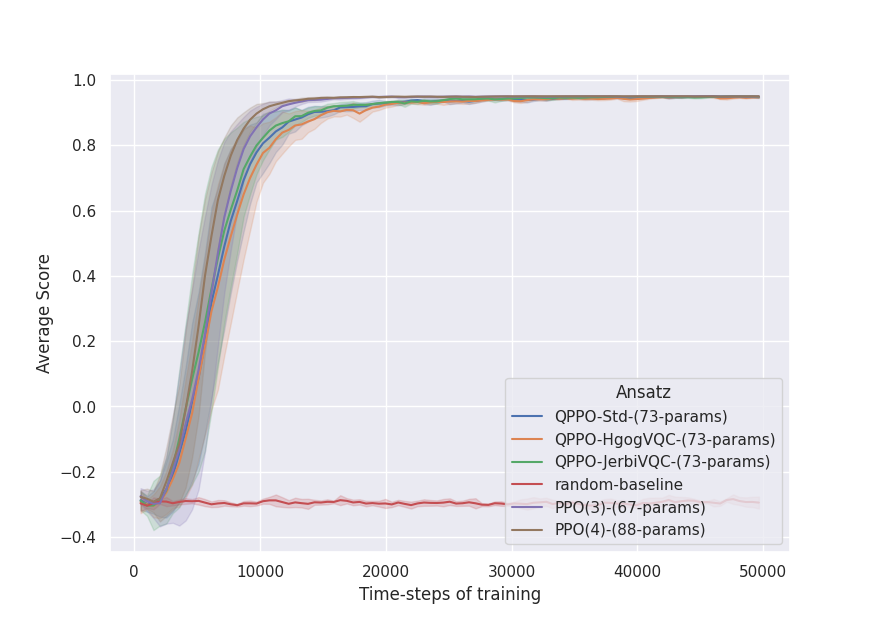 1.0
0.8
0.6
0.4
0.2
0.0
−0.2
−0.4
Average Score
0
10000
20000
30000
40000
50000
Time-steps of training
Ansatz
QPPO-Std-(73-params)
QPPO-HgogVQC-(73-params)
QPPO-JerbiVQC-(73-params)
random-baseline
PPO(3)-(67-params)
PPO(4)-(88-params)